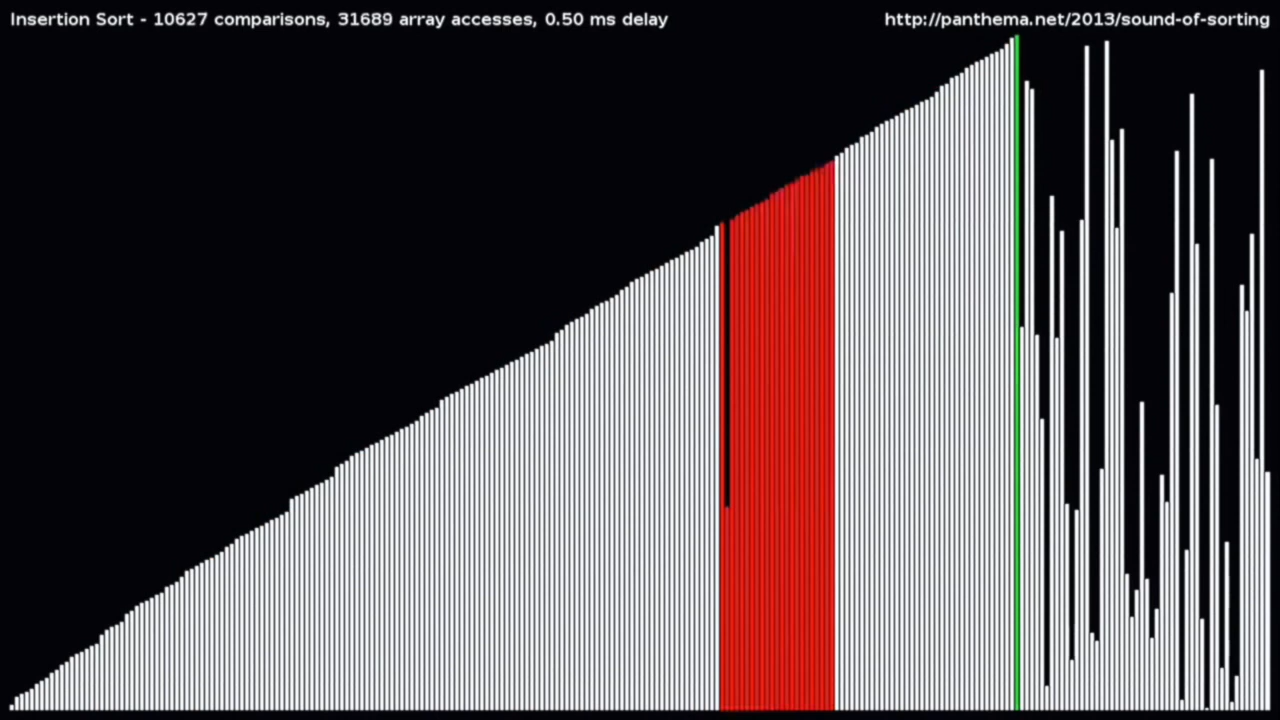 Insertion Sort - 10627 comparisons, 31689 array accesses, 0.50 ms delay
http://panthema.net/2013/sound-of-sorting